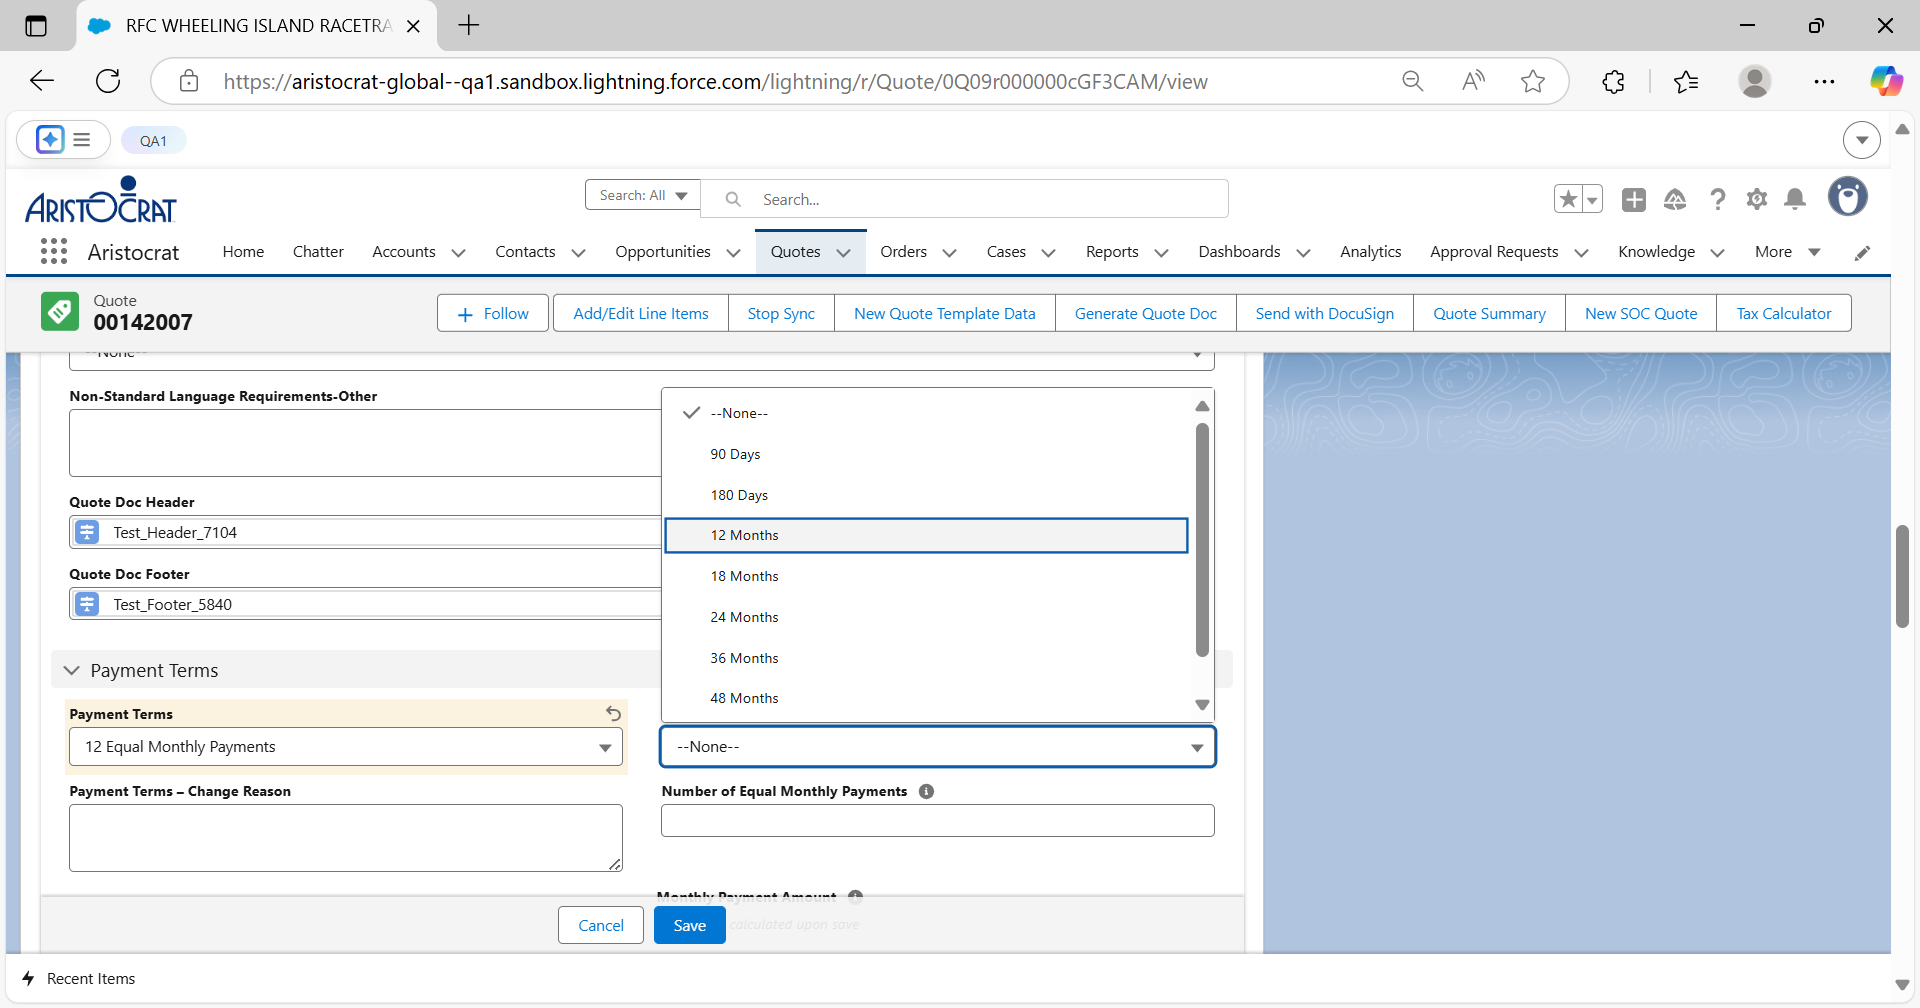 RFC WHEELING ISLAND RACETRA
https://aristocrat-global--qa1.sandbox.lightning.force.com/lightning/r/Quote/0Q09r000000cGF3CAM/view
QA1
ARISTOCRAT
Search: All
Search...
Aristocrat
Home
Chatter
Accounts
Contacts
Opportunities
Quotes
Orders
Cases
Reports
Dashboards
Analytics
Approval Requests
Knowledge
More
Quote
00142007
Follow
Add/Edit Line Items
Stop Sync
New Quote Template Data
Generate Quote Doc
Send with DocuSign
Quote Summary
New SOC Quote
Tax Calculator
--None--
Non-Standard Language Requirements-Other
Quote Doc Header
Test_Header_7104
Quote Doc Footer
Test_Footer_5840
--None--
90 Days
180 Days
12 Months
18 Months
24 Months
36 Months
48 Months
Payment Terms
Payment Terms
12 Equal Monthly Payments
--None--
Payment Terms – Change Reason
Number of Equal Monthly Payments
Monthly Payment Amount
calculated upon save
Cancel
Save
Recent Items